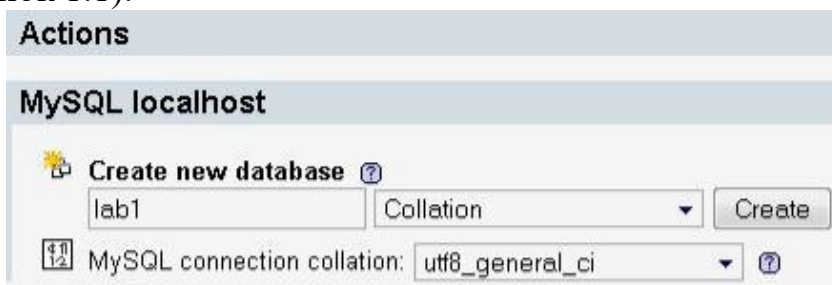 Actions
MySQL localhost
Create new database
lab1 Collation Create
MySQL connection collation: utf8_general_ci